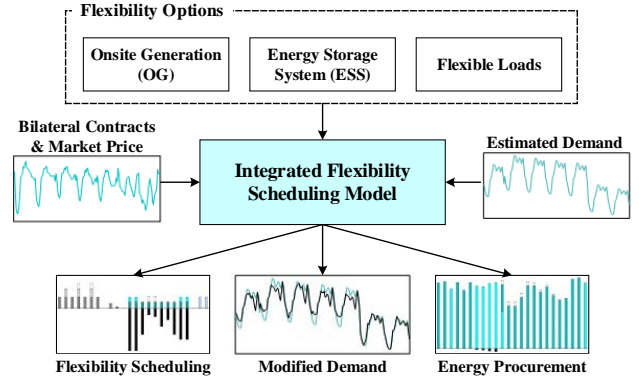 Flexibility Options
Onsite Generation
(OG)
Energy Storage
System (ESS)
Flexible Loads
Bilateral Contracts
& Market Price
Integrated Flexibility
Scheduling Model
Estimated Demand
Flexibility Scheduling
Modified Demand
Energy Procurement